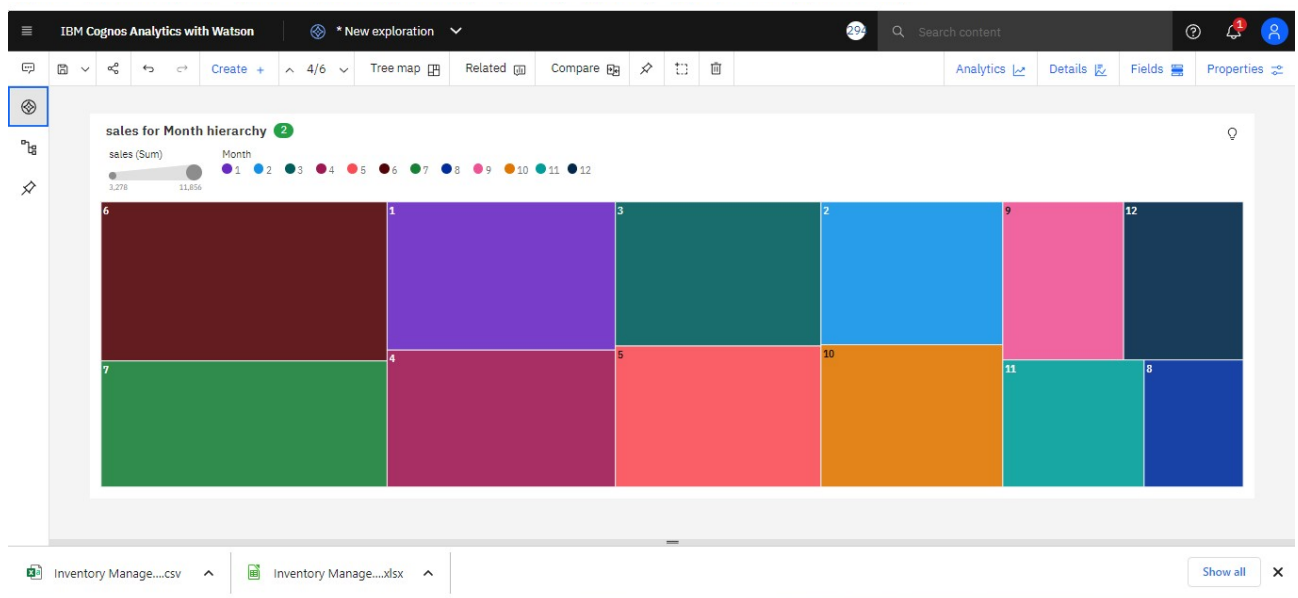 IBM Cognos Analytics with Watson * New exploration 294 Search content 1
Create + 4/6 Tree map Related Compare Analytics Details Fields Properties
sales for Month hierarchy 2
sales (Sum) Month
1 2 3 4 5 6 7 8 9 10 11 12
3,278 11,856
6 1 3 2 9 12
7 4 5 10 11 8
Inventory Manage....csv Inventory Manage....xlsx Show all